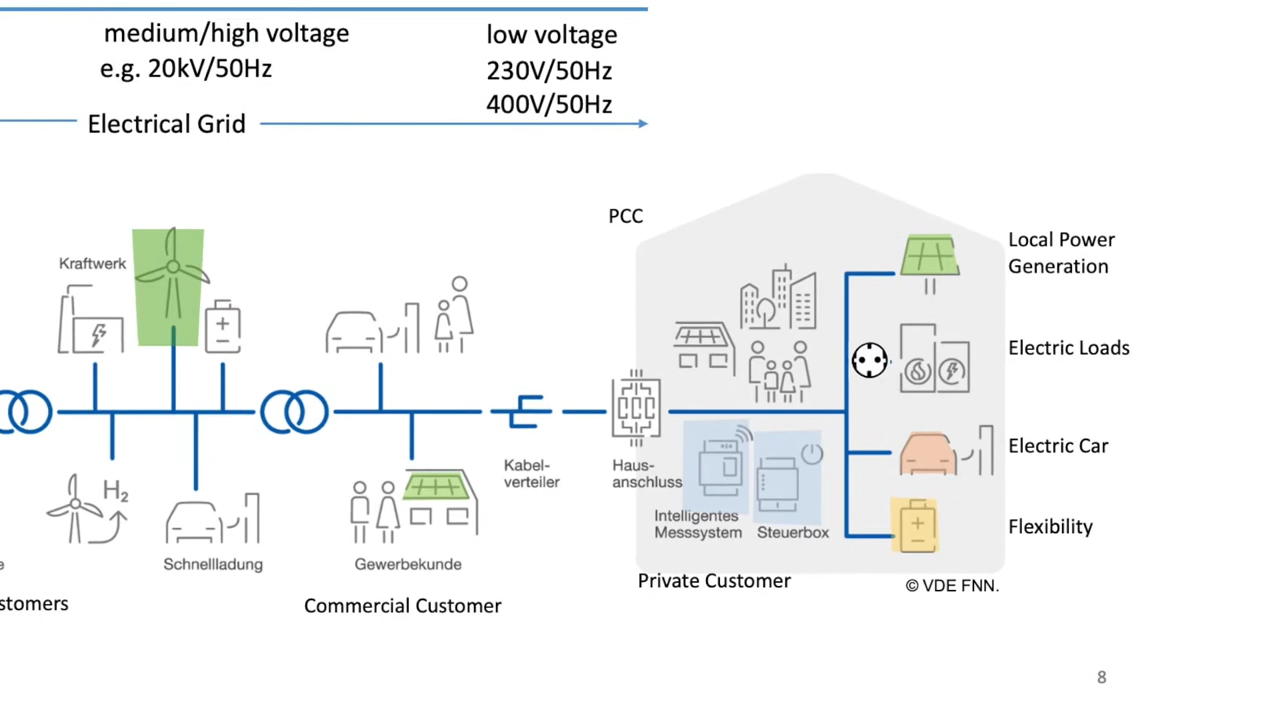 medium/high voltage
e.g. 20kV/50Hz
low voltage
230V/50Hz
400V/50Hz
Electrical Grid
PCC
Kraftwerk
Local Power
Generation
Electric Loads
Electric Car
Flexibility
H2
Schnellladung
Gewerbekunde
Kabel-
verteiler
Haus-
anschluss
Intelligentes
Messsystem
Steuerbox
Private Customer
© VDE FNN.
e
stomers
Commercial Customer
8